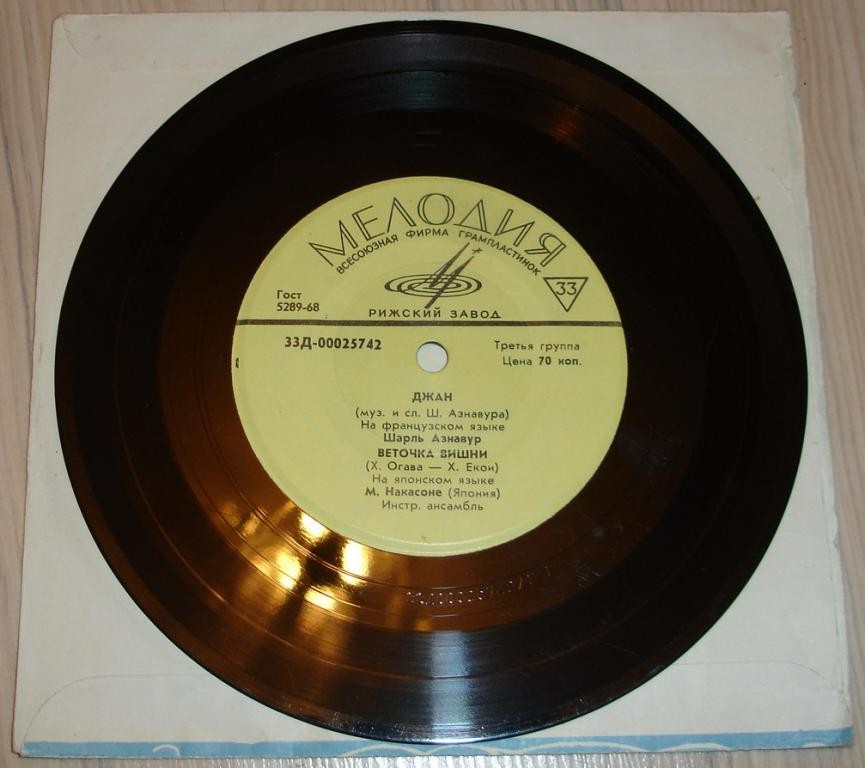 МЕЛОДИЯ
ВСЕСОЮЗНАЯ ФИРМА ГРАМПЛАСТИНОК
33
Гост
5289-68
РИЖСКИЙ ЗАВОД
33Д-00025742
Третья группа
Цена 70 коп.
ДЖАН
(муз. и сл. Ш. Азнавура)
На французском языке
Шарль Азнавур
ВЕТОЧКА ВИШНИ
(Х. Огава — Х. Екои)
На японском языке
М. Накасоне (Япония)
Инстр. ансамбль